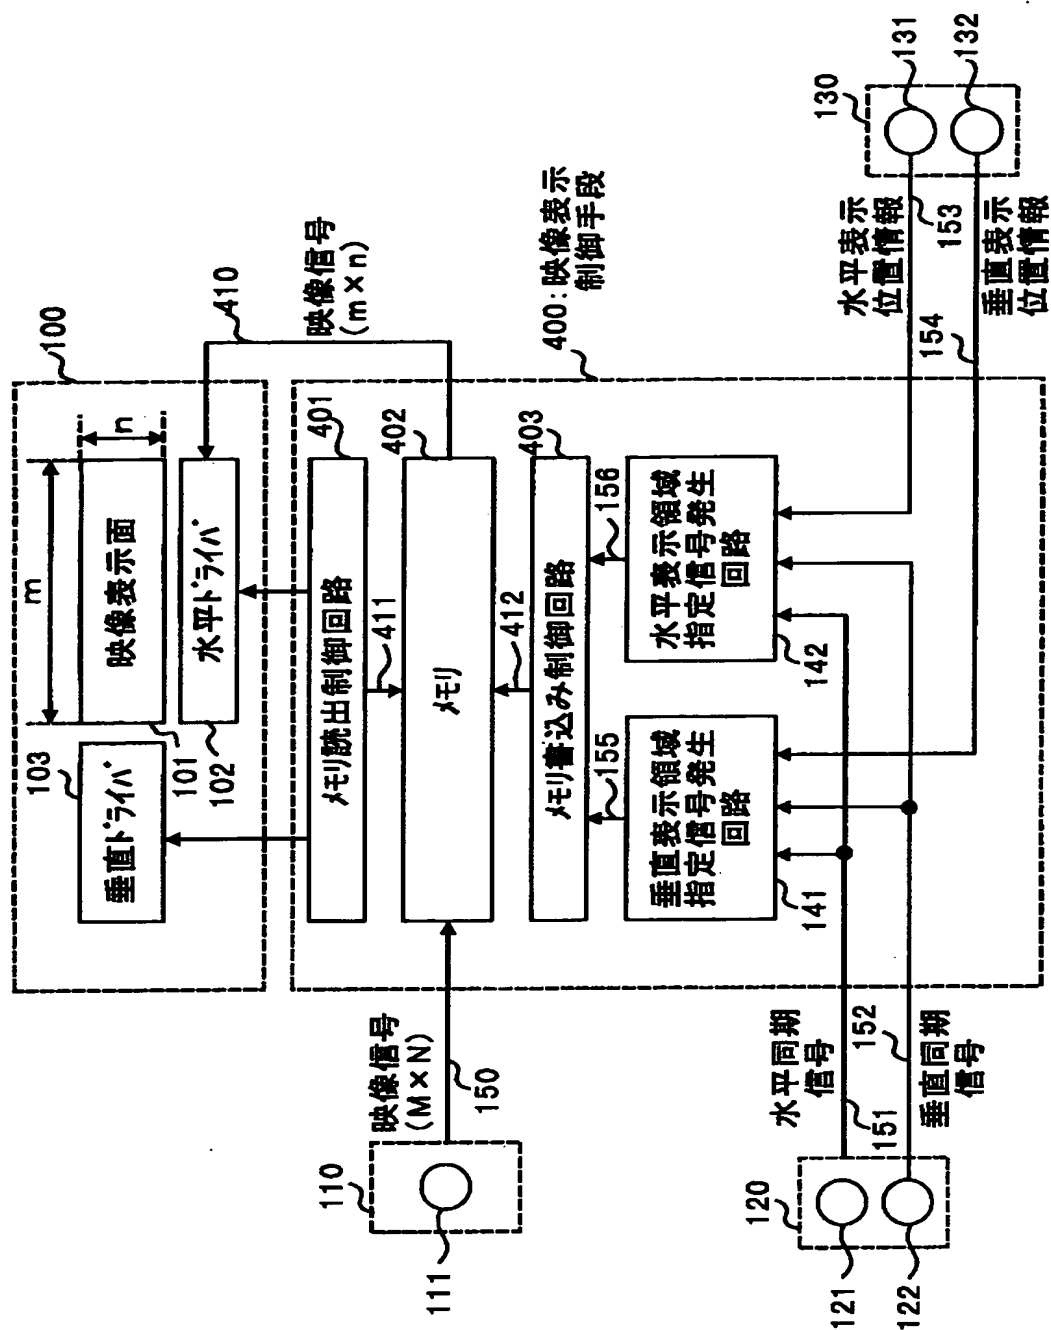 100
m
n
映像表示面
101
水平ドライバ
102
垂直ドライバ
103
410
映像信号
(m×n)
400:映像表示
制御手段
メモリ読出制御回路
401
411
メモリ
402
412
メモリ書込み制御回路
403
155
156
垂直表示領域
指定信号発生
回路
141
水平表示領域
指定信号発生
回路
142
110
111
映像信号
(M×N)
150
120
121
122
水平同期
信号
151
152
垂直同期
信号
130
131
132
水平表示
位置情報
153
154
垂直表示
位置情報